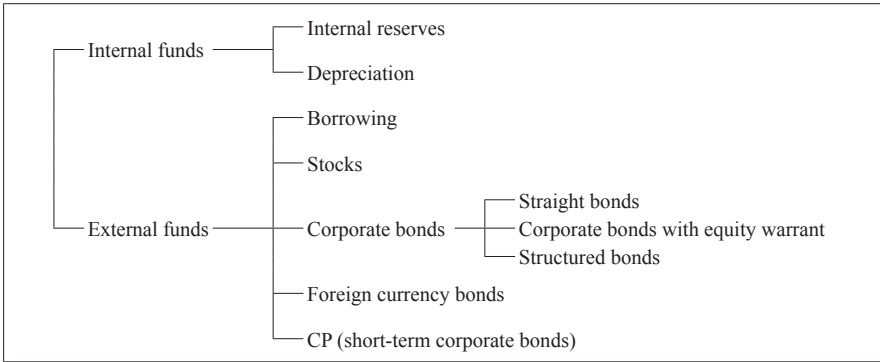 Internal funds
Internal reserves
Depreciation
External funds
Borrowing
Stocks
Corporate bonds
Straight bonds
Corporate bonds with equity warrant
Structured bonds
Foreign currency bonds
CP (short-term corporate bonds)